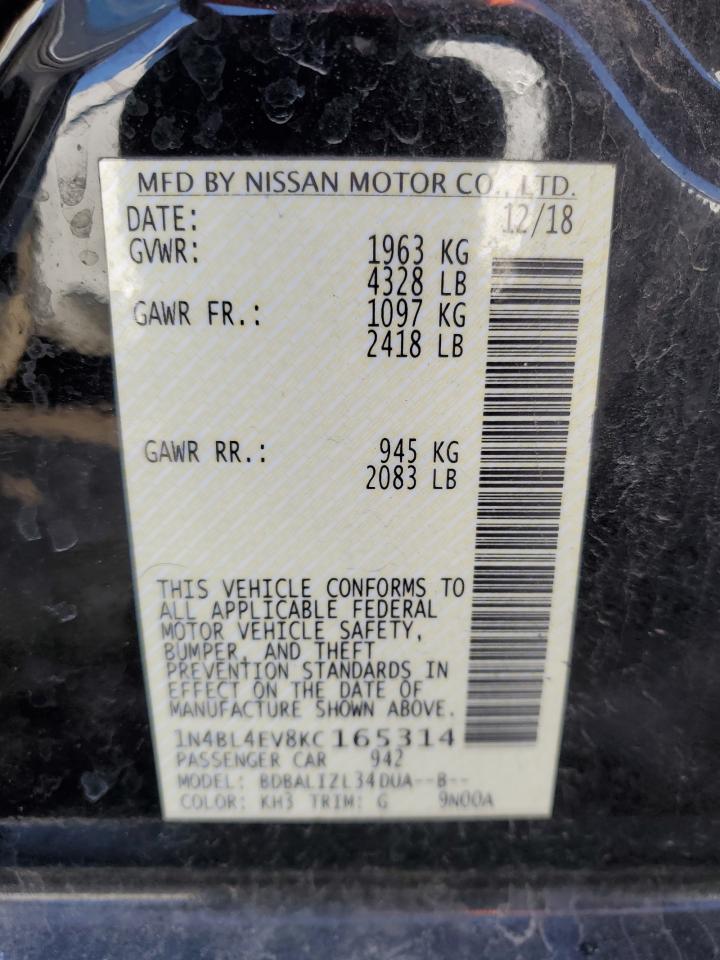 MFD BY NISSAN MOTOR CO., LTD.
DATE: 12/18
GVWR: 1963 KG
4328 LB
GAWR FR.: 1097 KG
2418 LB
GAWR RR.: 945 KG
2083 LB
THIS VEHICLE CONFORMS TO
ALL APPLICABLE FEDERAL
MOTOR VEHICLE SAFETY,
BUMPER, AND THEFT
PREVENTION STANDARDS IN
EFFECT ON THE DATE OF
MANUFACTURE SHOWN ABOVE.
1N4BL4EV8KC165314
PASSENGER CAR 942
MODEL: BDBALIZL34DUA--B--
COLOR: KH3 TRIM: G 9N00A